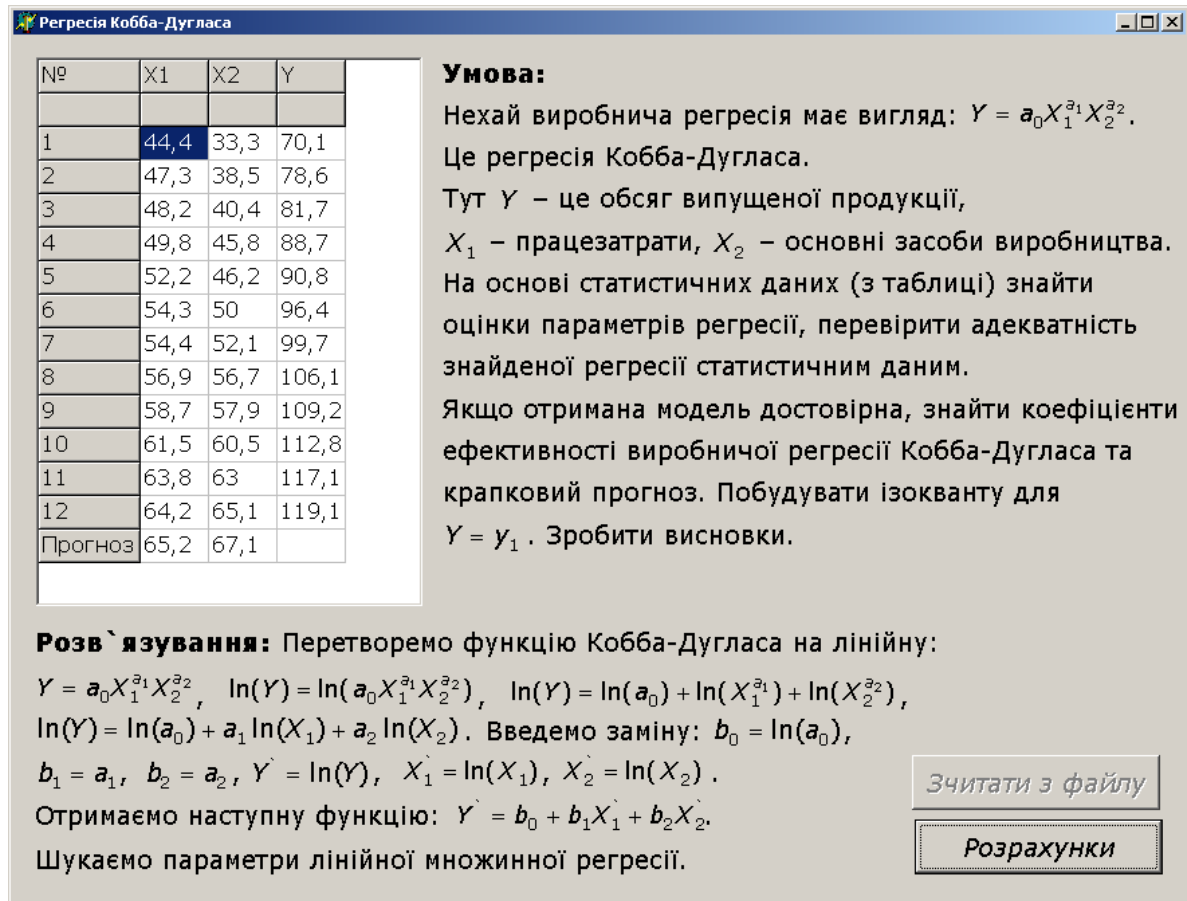 Регресія Кобба-Дугласа
№ X1 X2 Y
1 44,4 33,3 70,1
2 47,3 38,5 78,6
3 48,2 40,4 81,7
4 49,8 45,8 88,7
5 52,2 46,2 90,8
6 54,3 50 96,4
7 54,4 52,1 99,7
8 56,9 56,7 106,1
9 58,7 57,9 109,2
10 61,5 60,5 112,8
11 63,8 63 117,1
12 64,2 65,1 119,1
Прогноз 65,2 67,1
Умова:
Нехай виробнича регресія має вигляд: Y = a₀X₁^{a₁}X₂^{a₂}.
Це регресія Кобба-Дугласа.
Тут Y – це обсяг випущеної продукції,
X₁ – працезатрати, X₂ – основні засоби виробництва.
На основі статистичних даних (з таблиці) знайти
оцінки параметрів регресії, перевірити адекватність
знайденої регресії статистичним даним.
Якщо отримана модель достовірна, знайти коефіцієнти
ефективності виробничої регресії Кобба-Дугласа та
крапковий прогноз. Побудувати ізокванту для
Y = y₁ . Зробити висновки.
Розв`язування: Перетворемо функцію Кобба-Дугласа на лінійну:
Y = a₀X₁^{a₁}X₂^{a₂}, ln(Y) = ln(a₀X₁^{a₁}X₂^{a₂}), ln(Y) = ln(a₀) + ln(X₁^{a₁}) + ln(X₂^{a₂}),
ln(Y) = ln(a₀) + a₁ ln(X₁) + a₂ ln(X₂). Введемо заміну: b₀ = ln(a₀),
b₁ = a₁, b₂ = a₂, Y` = ln(Y), X₁` = ln(X₁), X₂` = ln(X₂) .
Отримаємо наступну функцію: Y` = b₀ + b₁X₁` + b₂X₂`.
Шукаємо параметри лінійної множинної регресії.
Зчитати з файлу
Розрахунки